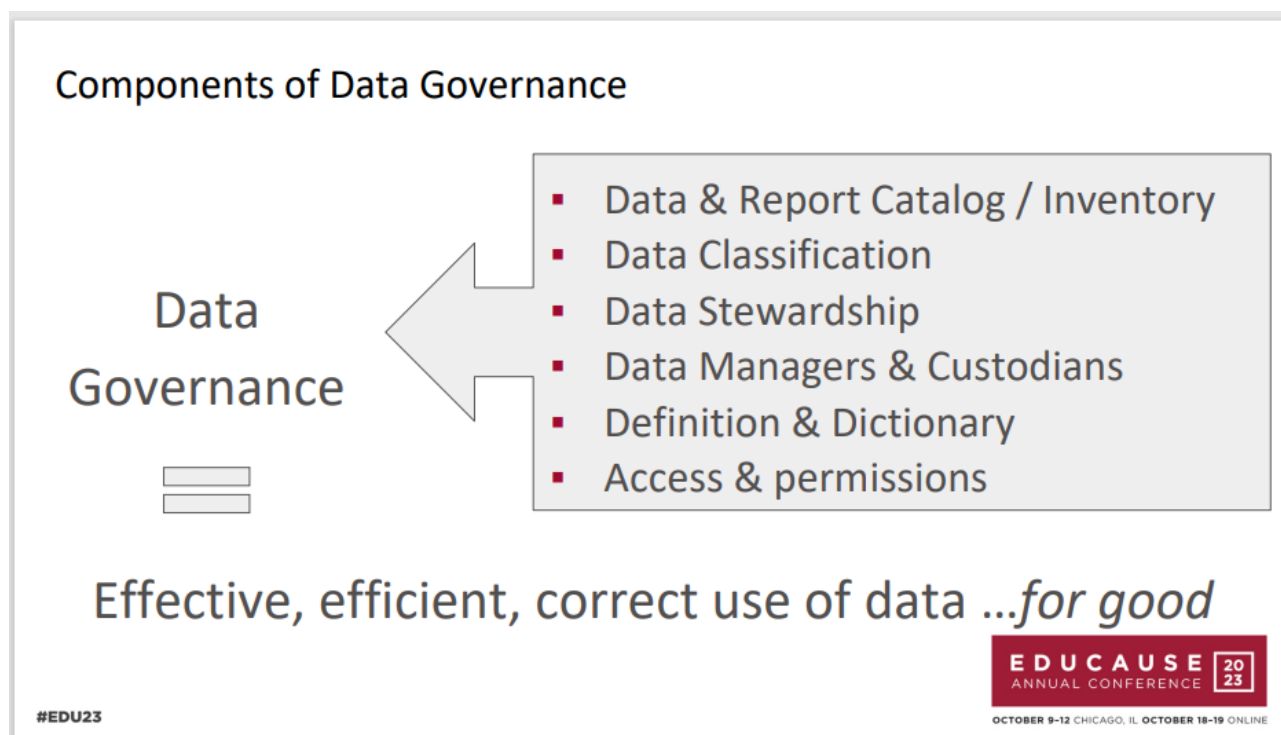 Components of Data Governance
Data
Governance
▪ Data & Report Catalog / Inventory
▪ Data Classification
▪ Data Stewardship
▪ Data Managers & Custodians
▪ Definition & Dictionary
▪ Access & permissions
Effective, efficient, correct use of data ...for good
EDUCAUSE
ANNUAL CONFERENCE
20
23
#EDU23
OCTOBER 9–12 CHICAGO, IL OCTOBER 18–19 ONLINE